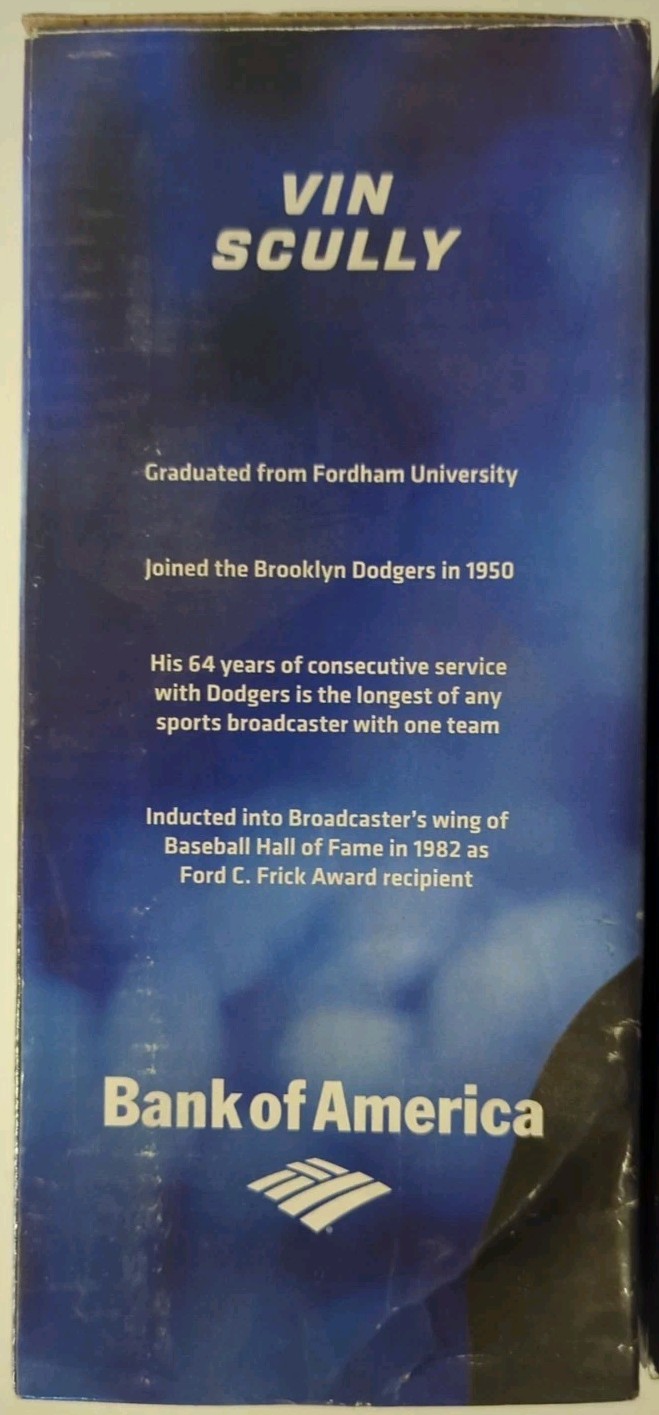 VIN
SCULLY
Graduated from Fordham University
Joined the Brooklyn Dodgers in 1950
His 64 years of consecutive service
with Dodgers is the longest of any
sports broadcaster with one team
Inducted into Broadcaster's wing of
Baseball Hall of Fame in 1982 as
Ford C. Frick Award recipient
Bank of America